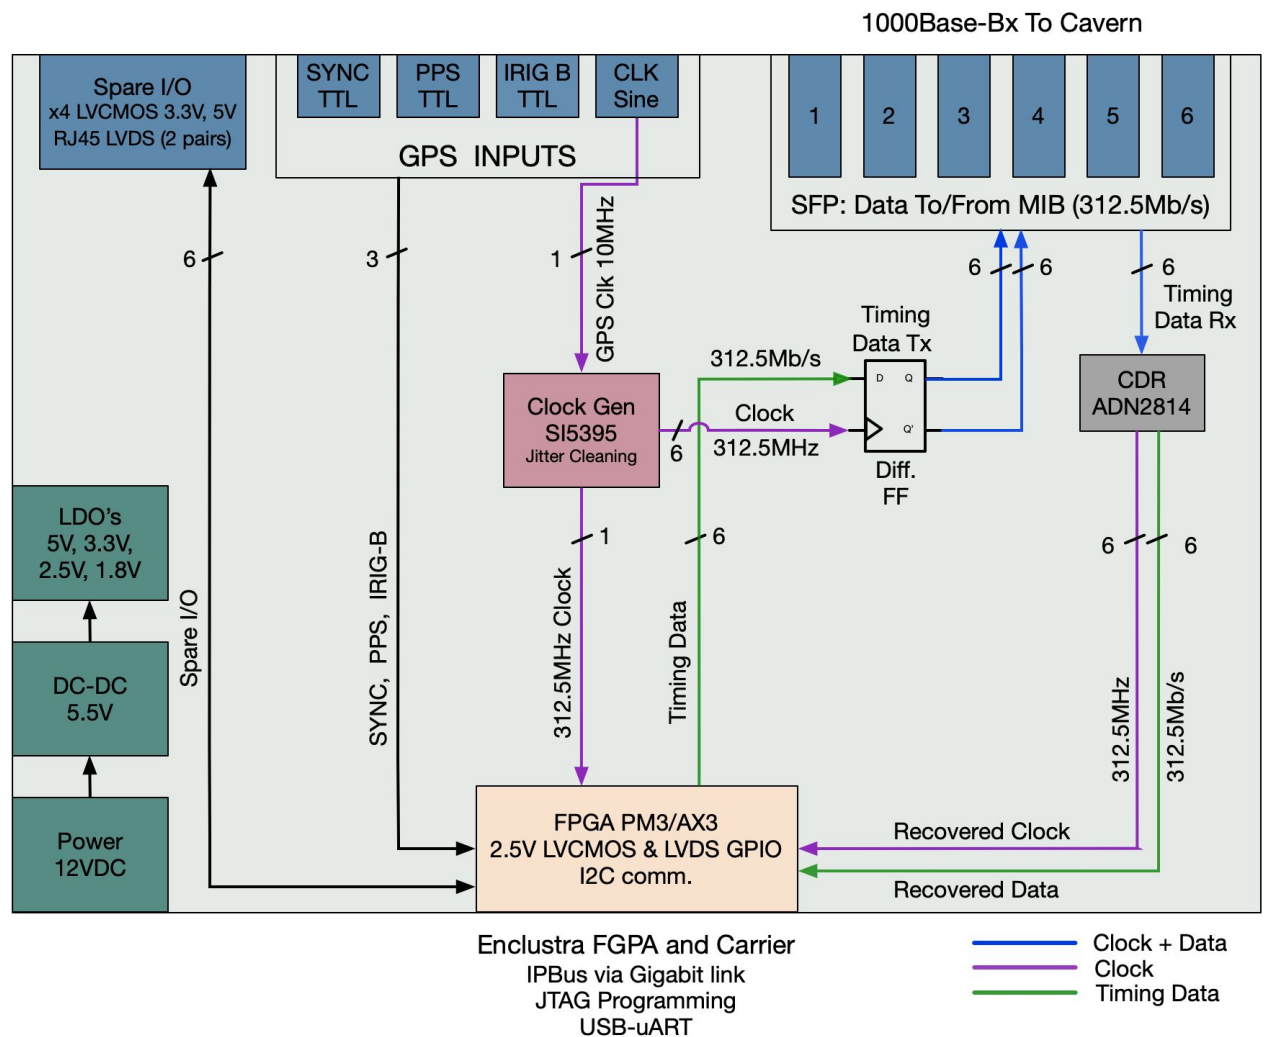 1000Base-Bx To Cavern
Spare I/O
x4 LVCMOS 3.3V, 5V
RJ45 LVDS (2 pairs)
SYNC
TTL
PPS
TTL
IRIG B
TTL
CLK
Sine
GPS INPUTS
1
2
3
4
5
6
SFP: Data To/From MIB (312.5Mb/s)
6
3
1
GPS Clk 10MHz
6
6
6
Timing
Data Rx
Timing
Data Tx
312.5Mb/s
D
Q
Q'
Clock
312.5MHz
6
Diff.
FF
Clock Gen
SI5395
Jitter Cleaning
CDR
ADN2814
1
6
6
6
LDO's
5V, 3.3V,
2.5V, 1.8V
DC-DC
5.5V
Power
12VDC
Spare I/O
SYNC, PPS, IRIG-B
312.5MHz Clock
Timing Data
312.5MHz
312.5Mb/s
FPGA PM3/AX3
2.5V LVCMOS & LVDS GPIO
I2C comm.
Recovered Clock
Recovered Data
Enclustra FGPA and Carrier
IPBus via Gigabit link
JTAG Programming
USB-uART
Clock + Data
Clock
Timing Data